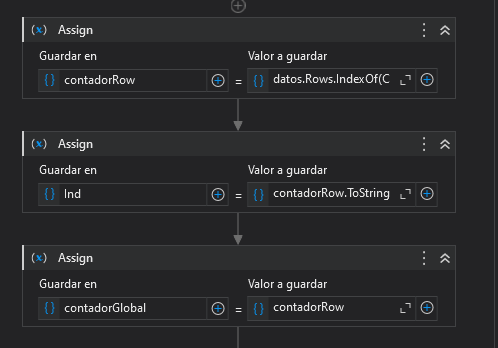 (x) Assign
Guardar en Valor a guardar
{} contadorRow = datos.Rows.IndexOf(C
(x) Assign
Guardar en Valor a guardar
{} Ind = {} contadorRow.ToString
(x) Assign
Guardar en Valor a guardar
{} contadorGlobal = {} contadorRow